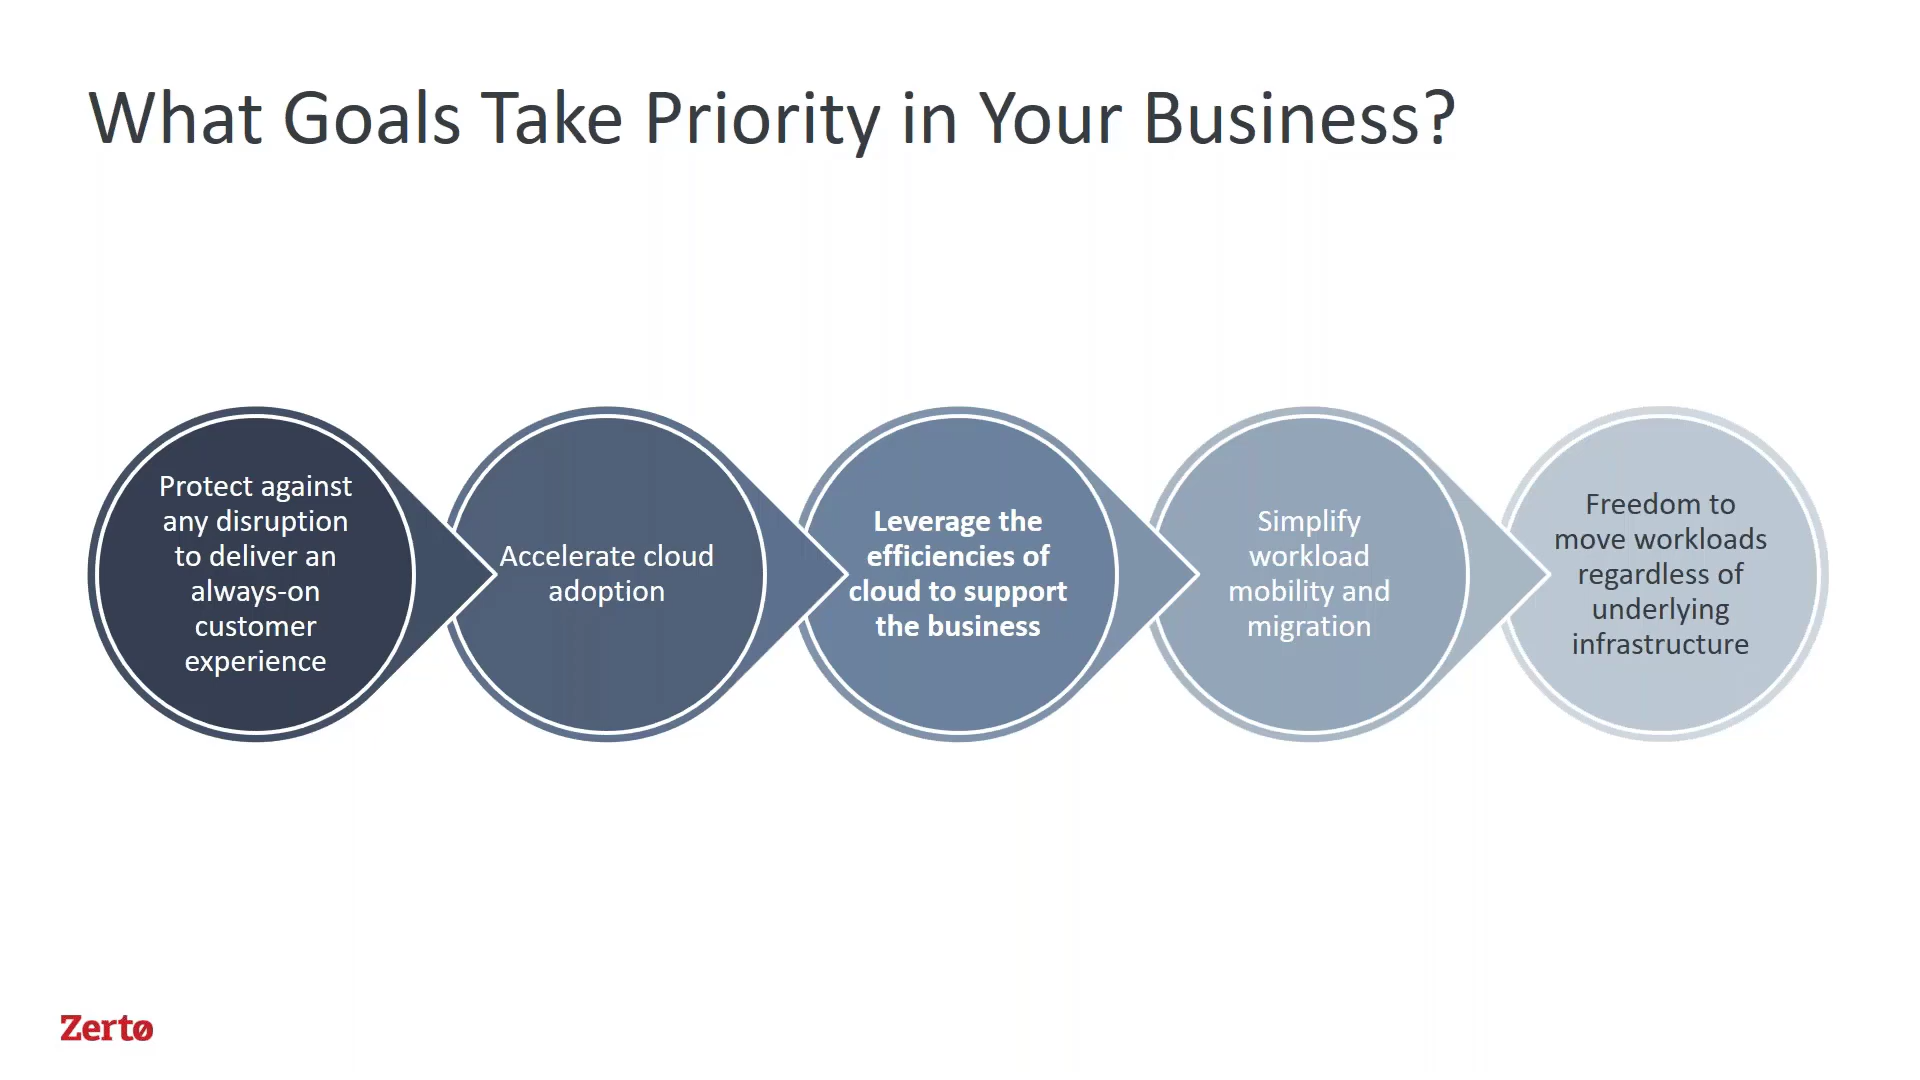 What Goals Take Priority in Your Business?
Protect against
any disruption
to deliver an
always-on
customer
experience
Accelerate cloud
adoption
Leverage the
efficiencies of
cloud to support
the business
Simplify
workload
mobility and
migration
Freedom to
move workloads
regardless of
underlying
infrastructure
Zerto